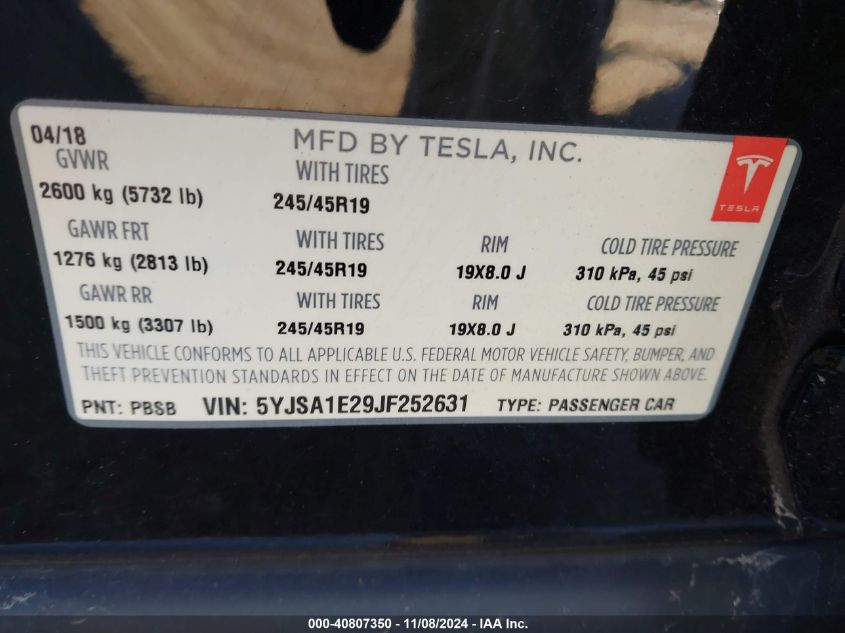 04/18 MFD BY TESLA, INC.
GVWR WITH TIRES
2600 kg (5732 lb) 245/45R19
TESLA
GAWR FRT WITH TIRES RIM COLD TIRE PRESSURE
1276 kg (2813 lb) 245/45R19 19X8.0 J 310 kPa, 45 psi
GAWR RR WITH TIRES RIM COLD TIRE PRESSURE
1500 kg (3307 lb) 245/45R19 19X8.0 J 310 kPa, 45 psi
THIS VEHICLE CONFORMS TO ALL APPLICABLE U.S. FEDERAL MOTOR VEHICLE SAFETY, BUMPER, AND
THEFT PREVENTION STANDARDS IN EFFECT ON THE DATE OF MANUFACTURE SHOWN ABOVE.
PNT: PBSB VIN: 5YJSA1E29JF252631 TYPE: PASSENGER CAR
000-40807350 - 11/08/2024 - IAA Inc.